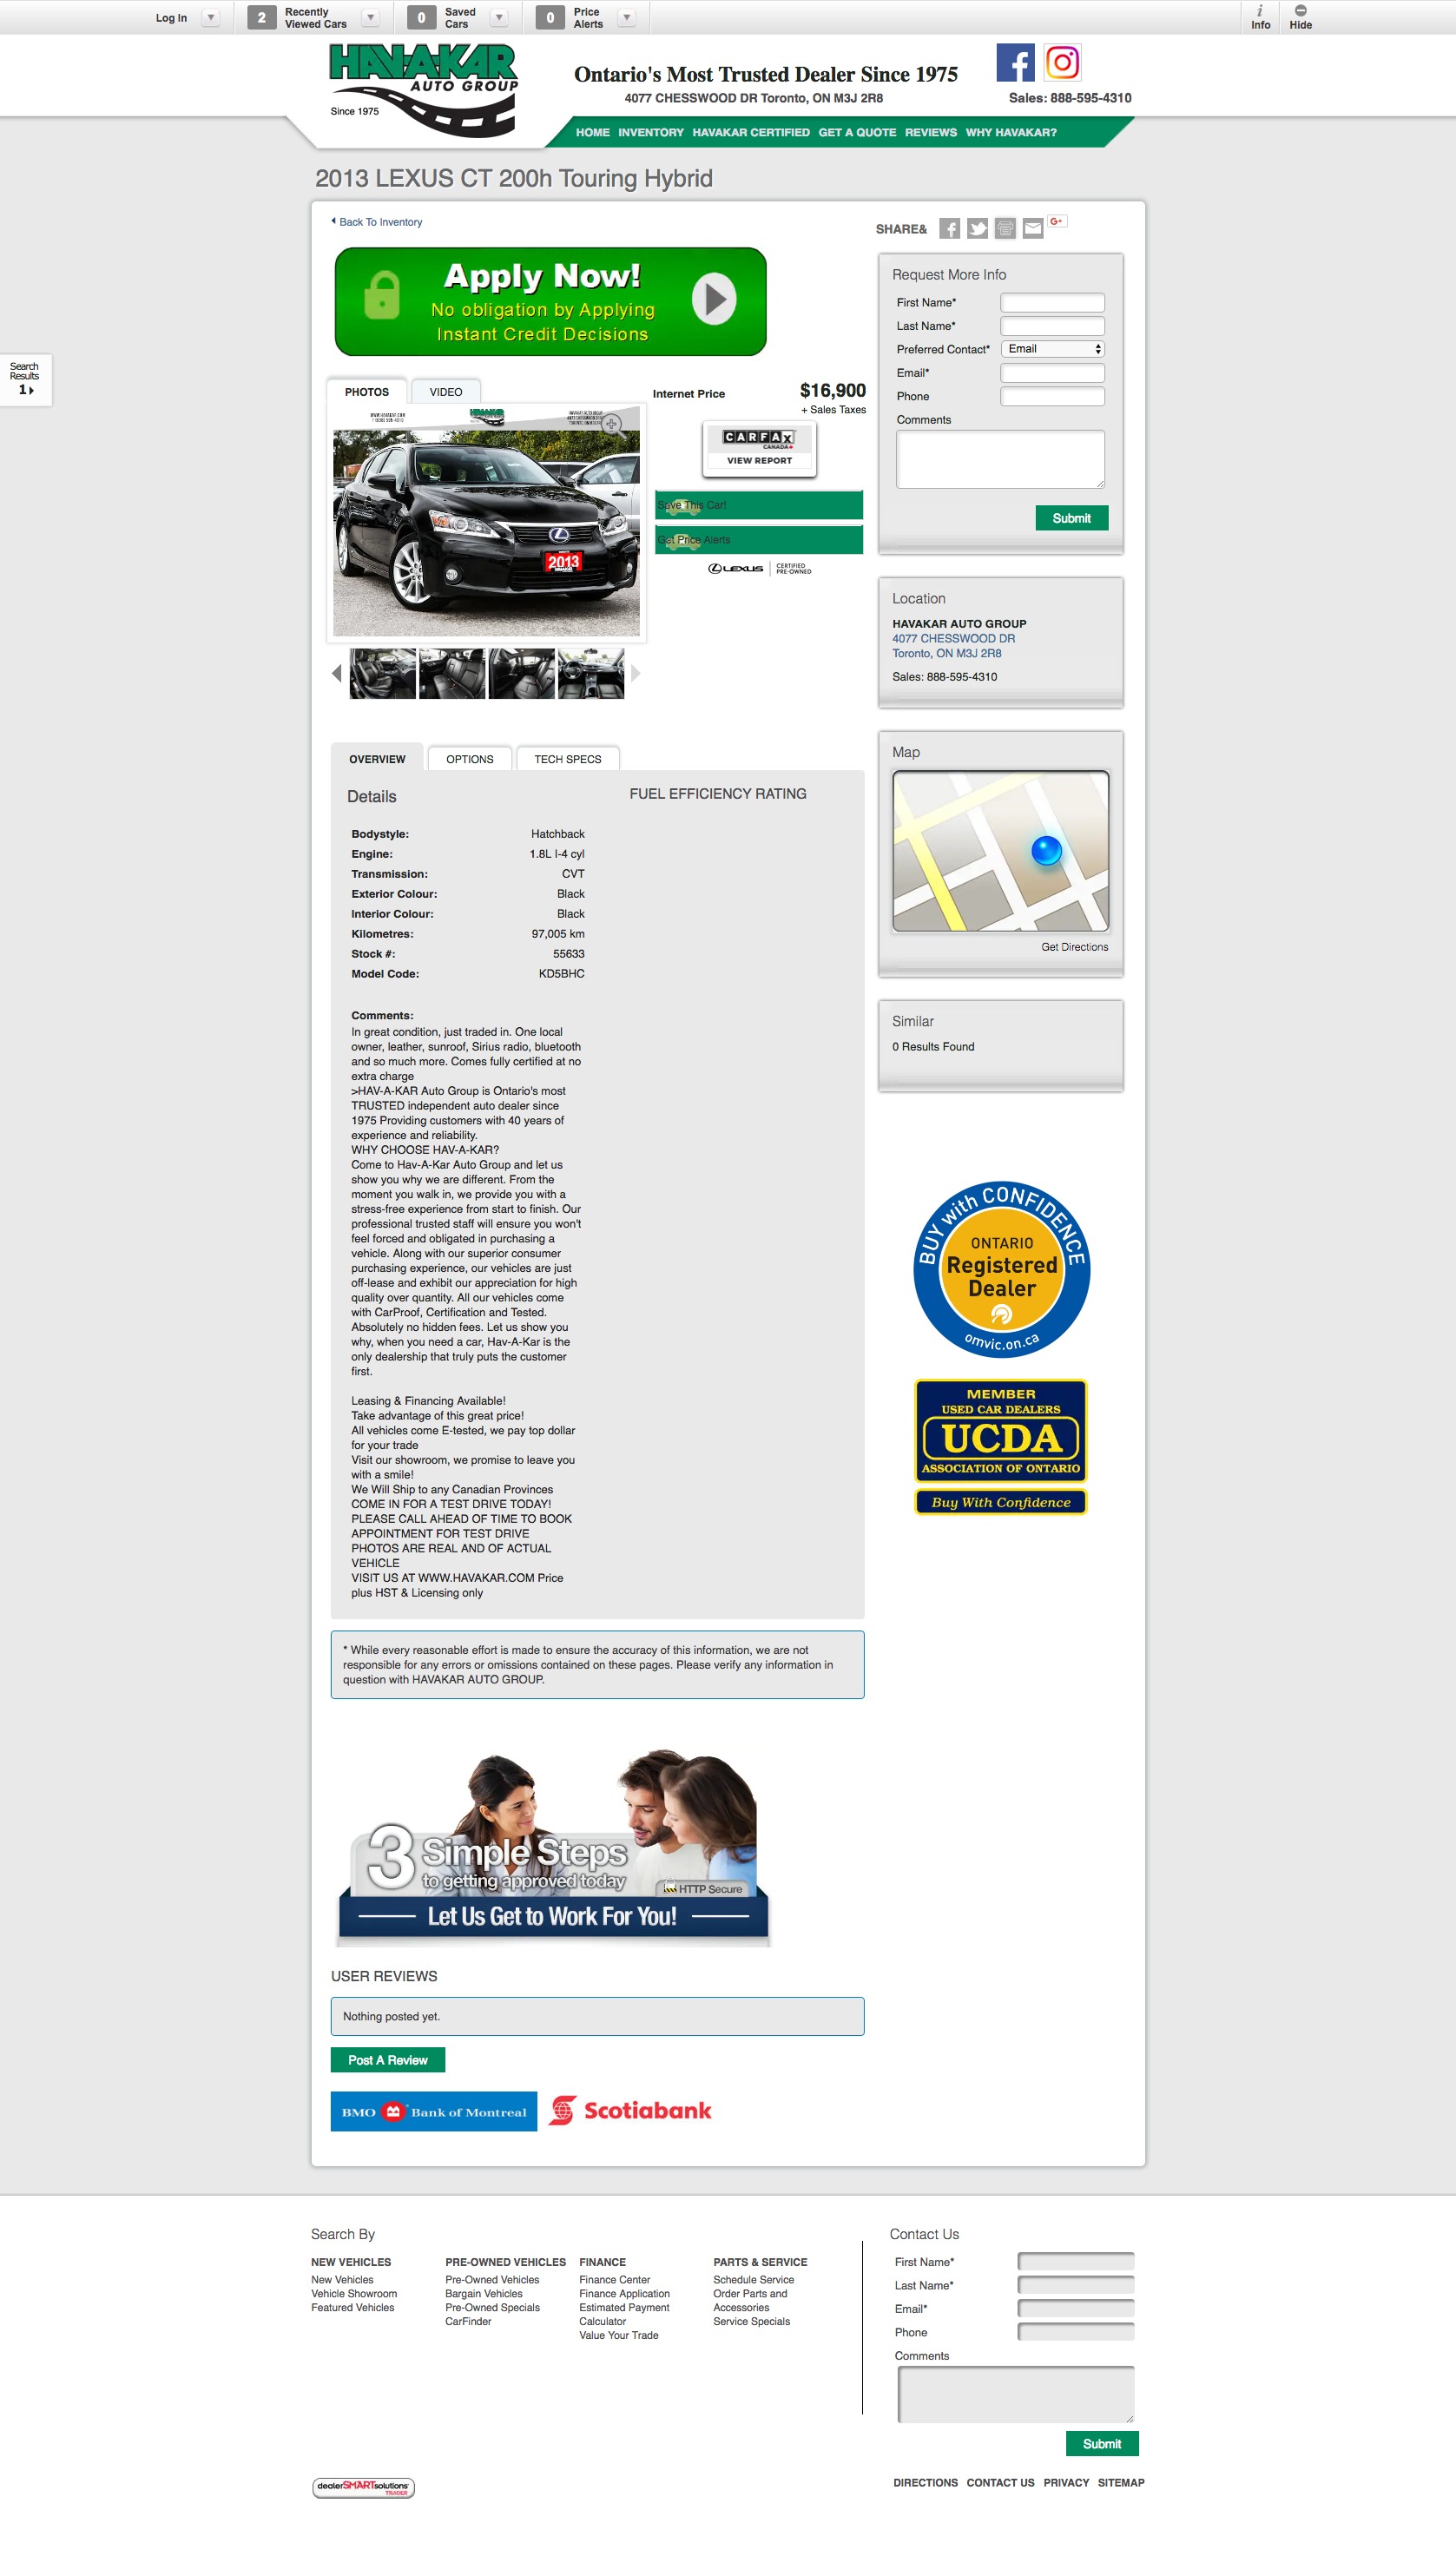 Log In
2 Recently Viewed Cars
0 Saved Cars
0 Price Alerts
i Info
Hide
HAVAKAR
AUTO GROUP
Since 1975
Ontario's Most Trusted Dealer Since 1975
4077 CHESSWOOD DR Toronto, ON M3J 2R8
Sales: 888-595-4310
HOME INVENTORY HAVAKAR CERTIFIED GET A QUOTE REVIEWS WHY HAVAKAR?
2013 LEXUS CT 200h Touring Hybrid
Back To Inventory
SHARE&
G+
Apply Now!
No obligation by Applying
Instant Credit Decisions
Search
Results
1
PHOTOS VIDEO
HAVAKAR
2013
Internet Price $16,900
+ Sales Taxes
CARFAX
CANADA
VIEW REPORT
Save This Car!
Get Price Alerts
LEXUS CERTIFIED
PRE-OWNED
Request More Info
First Name*
Last Name*
Preferred Contact* Email
Email*
Phone
Comments
Submit
Location
HAVAKAR AUTO GROUP
4077 CHESSWOOD DR
Toronto, ON M3J 2R8
Sales: 888-595-4310
Map
Get Directions
Similar
0 Results Found
OVERVIEW OPTIONS TECH SPECS
Details
FUEL EFFICIENCY RATING
Bodystyle: Hatchback
Engine: 1.8L I-4 cyl
Transmission: CVT
Exterior Colour: Black
Interior Colour: Black
Kilometres: 97,005 km
Stock #: 55633
Model Code: KD5BHC
Comments:
In great condition, just traded in. One local
owner, leather, sunroof, Sirius radio, bluetooth
and so much more. Comes fully certified at no
extra charge
>HAV-A-KAR Auto Group is Ontario's most
TRUSTED independent auto dealer since
1975 Providing customers with 40 years of
experience and reliability.
WHY CHOOSE HAV-A-KAR?
Come to Hav-A-Kar Auto Group and let us
show you why we are different. From the
moment you walk in, we provide you with a
stress-free experience from start to finish. Our
professional trusted staff will ensure you won't
feel forced and obligated in purchasing a
vehicle. Along with our superior consumer
purchasing experience, our vehicles are just
off-lease and exhibit our appreciation for high
quality over quantity. All our vehicles come
with CarProof, Certification and Tested.
Absolutely no hidden fees. Let us show you
why, when you need a car, Hav-A-Kar is the
only dealership that truly puts the customer
first.
Leasing & Financing Available!
Take advantage of this great price!
All vehicles come E-tested, we pay top dollar
for your trade
Visit our showroom, we promise to leave you
with a smile!
We Will Ship to any Canadian Provinces
COME IN FOR A TEST DRIVE TODAY!
PLEASE CALL AHEAD OF TIME TO BOOK
APPOINTMENT FOR TEST DRIVE
PHOTOS ARE REAL AND OF ACTUAL
VEHICLE
VISIT US AT WWW.HAVAKAR.COM Price
plus HST & Licensing only
BUY with CONFIDENCE
ONTARIO
Registered
Dealer
omvic.on.ca
MEMBER
USED CAR DEALERS
UCDA
ASSOCIATION OF ONTARIO
Buy With Confidence
* While every reasonable effort is made to ensure the accuracy of this information, we are not
responsible for any errors or omissions contained on these pages. Please verify any information in
question with HAVAKAR AUTO GROUP.
3 Simple Steps
to getting approved today
HTTP Secure
Let Us Get to Work For You!
USER REVIEWS
Nothing posted yet.
Post A Review
BMO Bank of Montreal
Scotiabank
Search By
NEW VEHICLES
New Vehicles
Vehicle Showroom
Featured Vehicles
PRE-OWNED VEHICLES
Pre-Owned Vehicles
Bargain Vehicles
Pre-Owned Specials
CarFinder
FINANCE
Finance Center
Finance Application
Estimated Payment
Calculator
Value Your Trade
PARTS & SERVICE
Schedule Service
Order Parts and
Accessories
Service Specials
Contact Us
First Name*
Last Name*
Email*
Phone
Comments
Submit
dealerSMARTsolutions
TRADER
DIRECTIONS CONTACT US PRIVACY SITEMAP